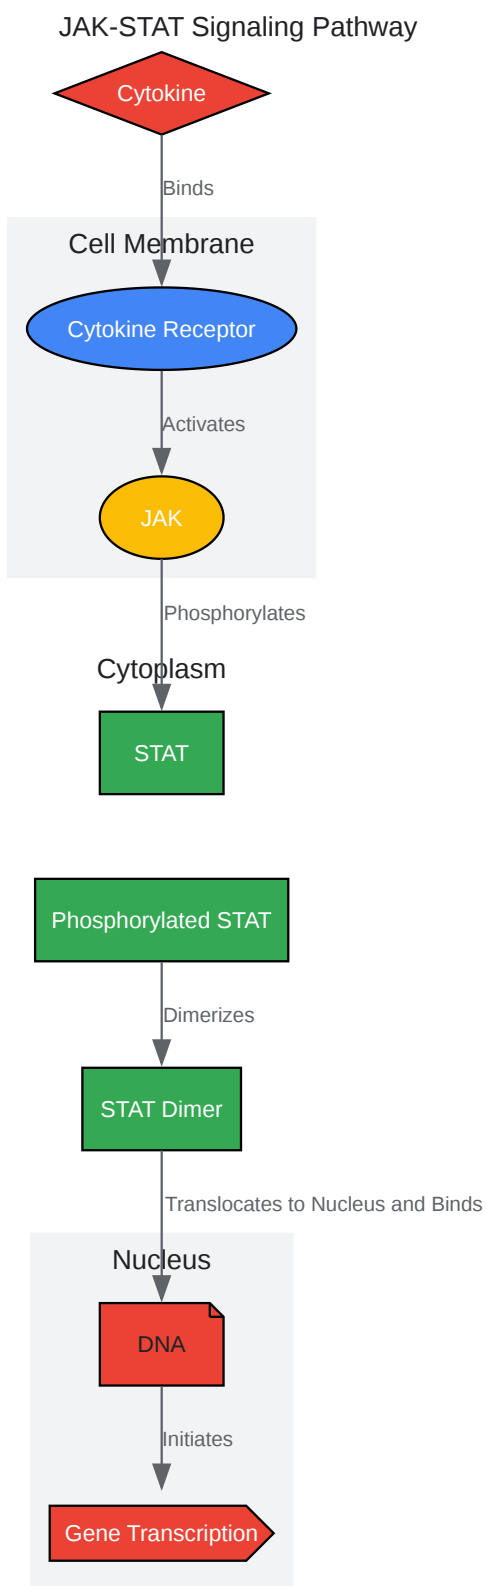 JAK-STAT Signaling Pathway
Cytokine
Binds
Cell Membrane
Cytokine Receptor
Activates
JAK
Phosphorylates
Cytoplasm
STAT
Phosphorylated STAT
Dimerizes
STAT Dimer
Translocates to Nucleus and Binds
Nucleus
DNA
Initiates
Gene Transcription